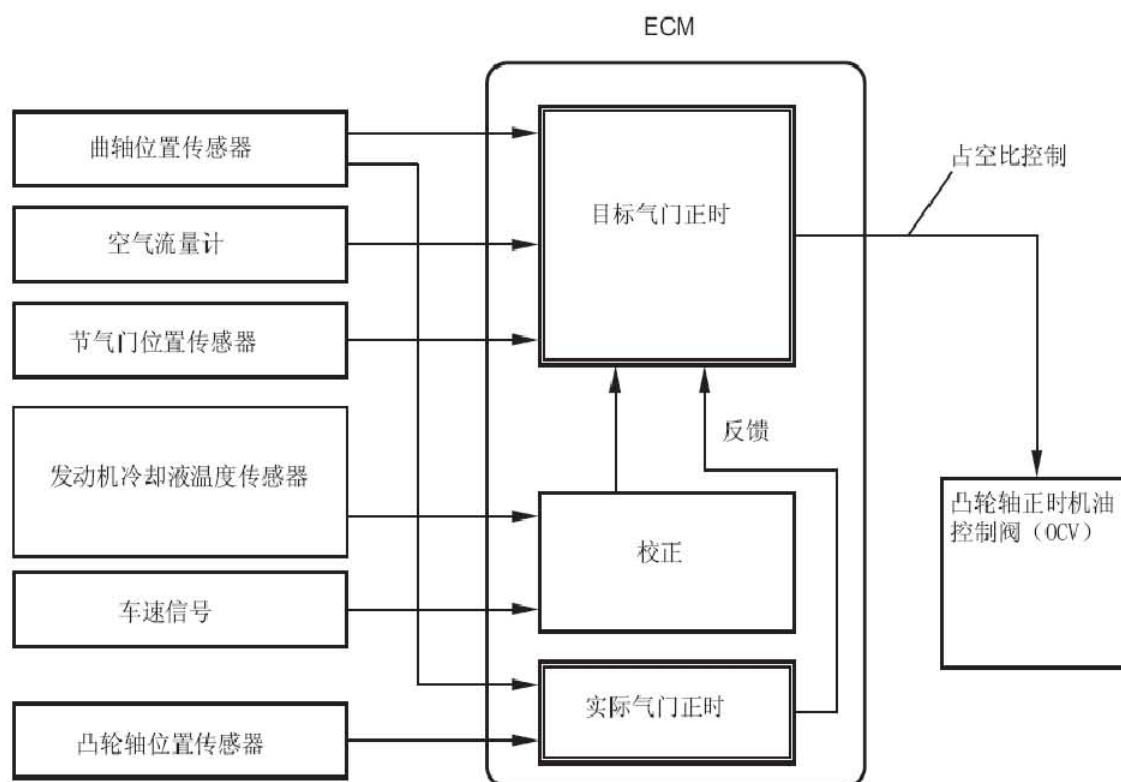 ECM
曲轴位置传感器
空气流量计
节气门位置传感器
发动机冷却液温度传感器
车速信号
凸轮轴位置传感器
目标气门正时
反馈
校正
实际气门正时
占空比控制
凸轮轴正时机油
控制阀（OCV）